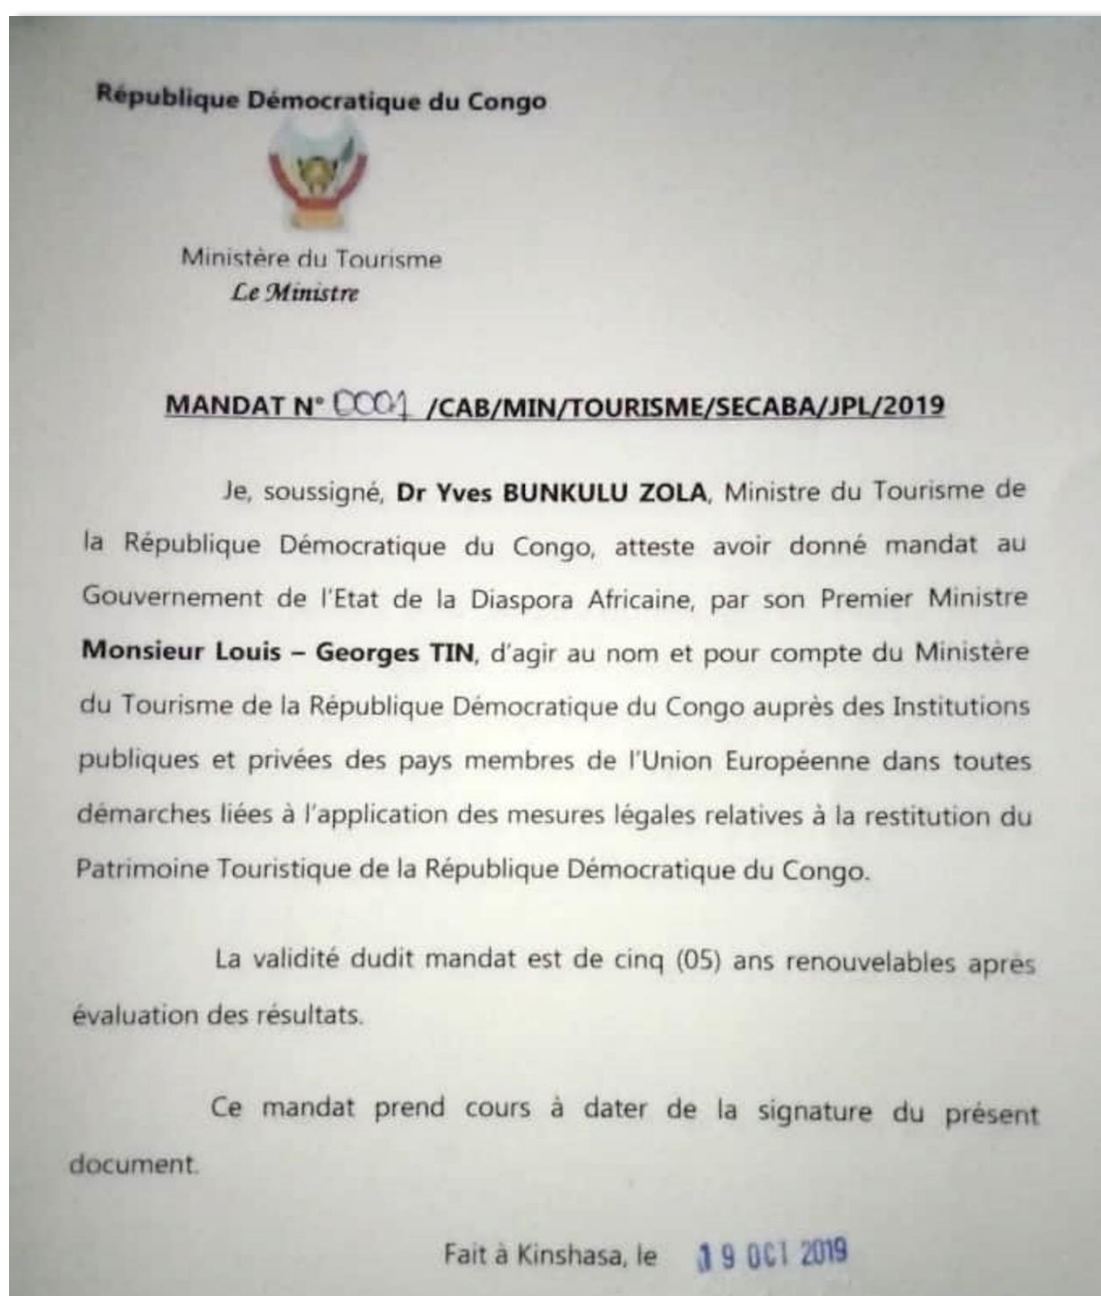 République Démocratique du Congo
Ministère du Tourisme
Le Ministre
MANDAT N° 0001 /CAB/MIN/TOURISME/SECABA/JPL/2019
Je, soussigné, Dr Yves BUNKULU ZOLA, Ministre du Tourisme de
la République Démocratique du Congo, atteste avoir donné mandat au
Gouvernement de l'Etat de la Diaspora Africaine, par son Premier Ministre
Monsieur Louis – Georges TIN, d'agir au nom et pour compte du Ministère
du Tourisme de la République Démocratique du Congo auprès des Institutions
publiques et privées des pays membres de l'Union Européenne dans toutes
démarches liées à l'application des mesures légales relatives à la restitution du
Patrimoine Touristique de la République Démocratique du Congo.
La validité dudit mandat est de cinq (05) ans renouvelables après
évaluation des résultats.
Ce mandat prend cours à dater de la signature du présent
document.
Fait à Kinshasa, le 19 OCT 2019